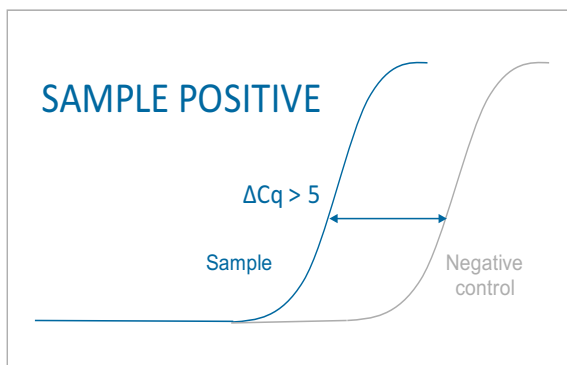 SAMPLE POSITIVE
ΔCq > 5
Sample
Negative
control